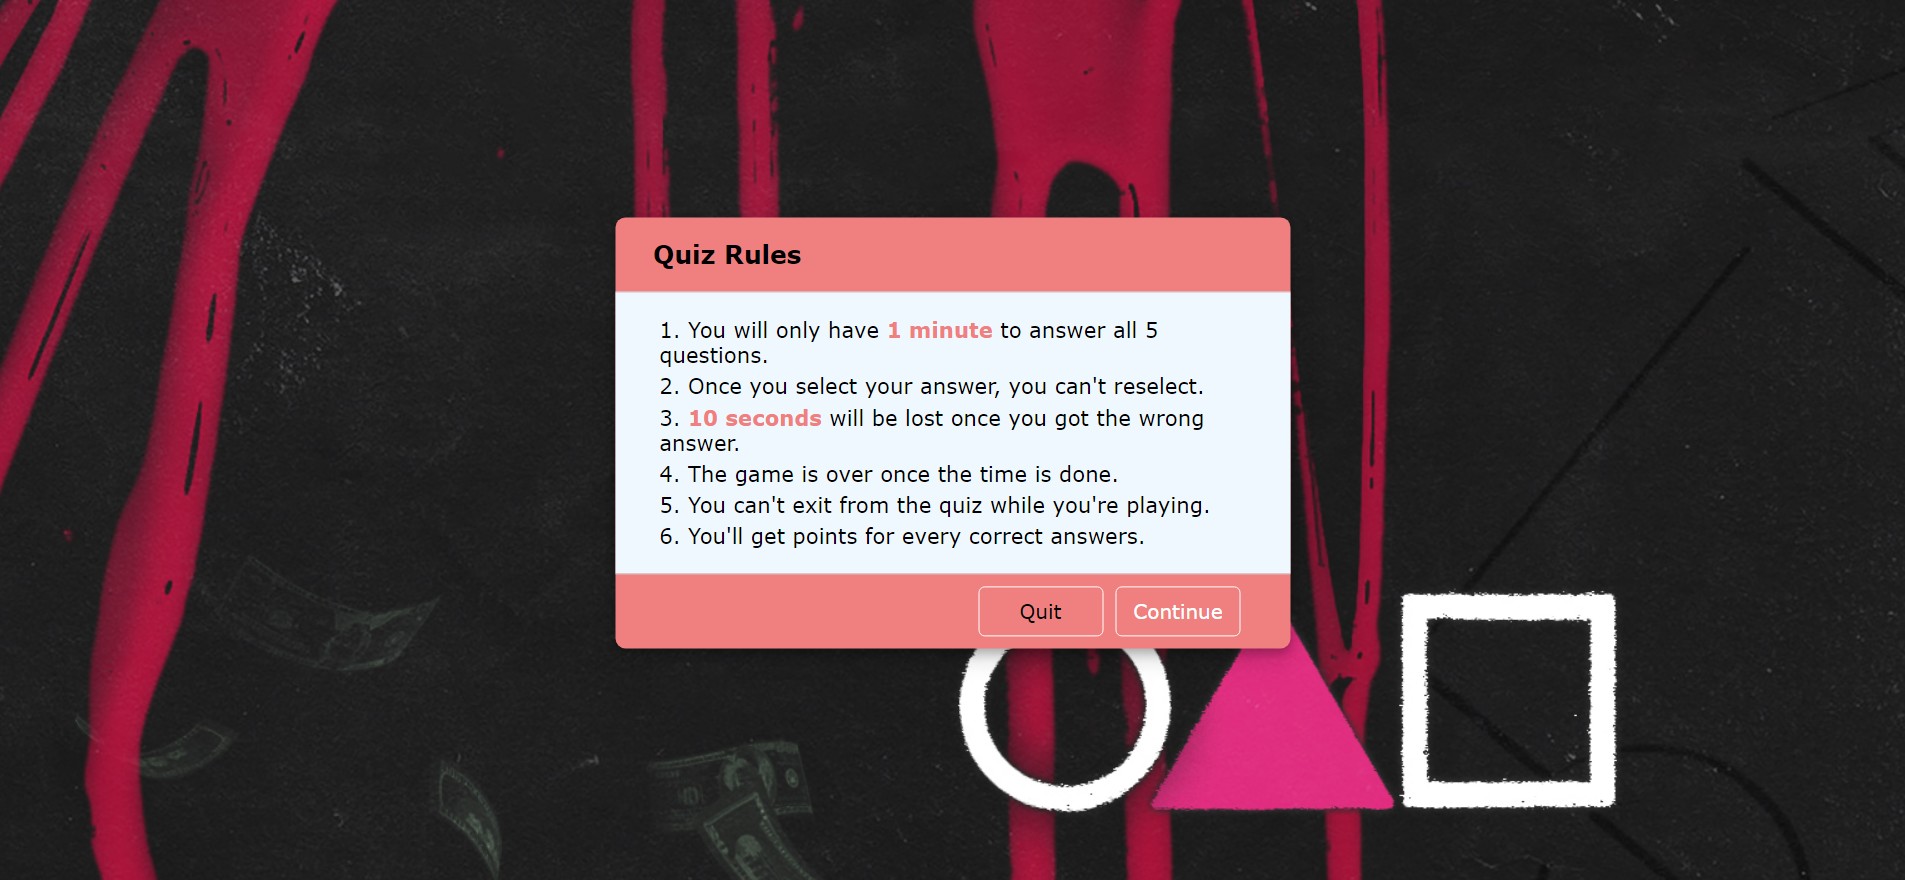 Quiz Rules
1. You will only have 1 minute to answer all 5
questions.
2. Once you select your answer, you can't reselect.
3. 10 seconds will be lost once you got the wrong
answer.
4. The game is over once the time is done.
5. You can't exit from the quiz while you're playing.
6. You'll get points for every correct answers.
Quit
Continue